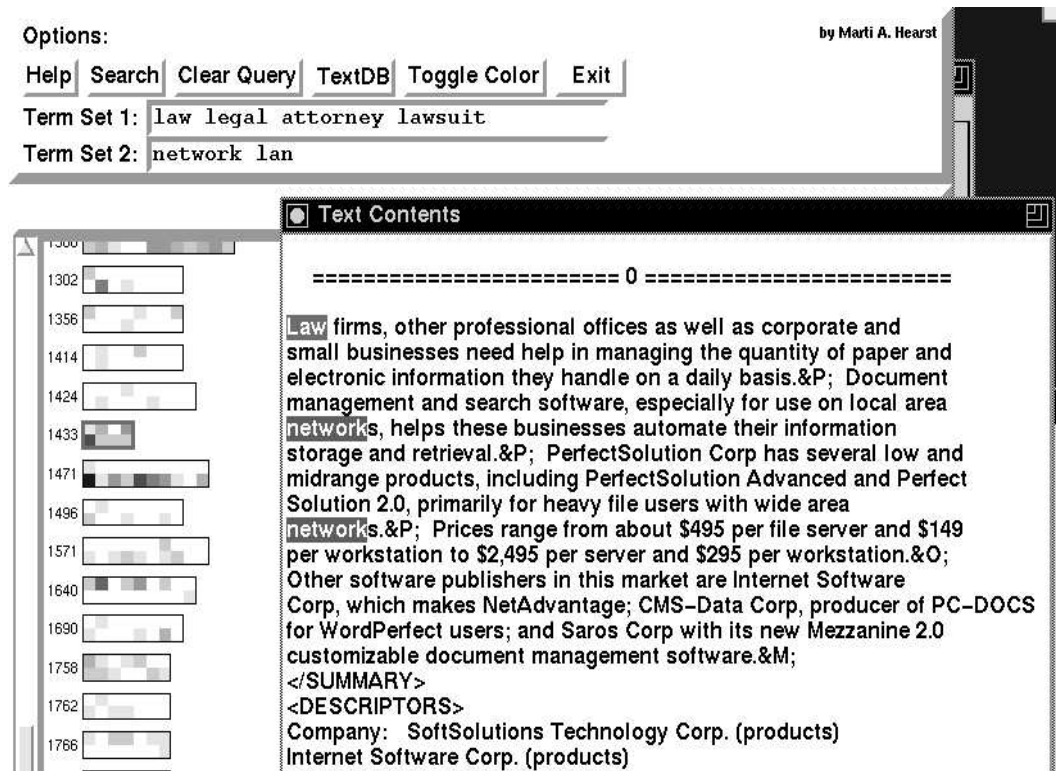 Options:
by Marti A. Hearst
Help Search Clear Query TextDB Toggle Color Exit
Term Set 1: law legal attorney lawsuit
Term Set 2: network lan
Text Contents
1302
1356
1414
1424
1433
1471
1496
1571
1640
1690
1758
1762
1766
======================== 0 ========================
Law firms, other professional offices as well as corporate and
small businesses need help in managing the quantity of paper and
electronic information they handle on a daily basis.&P; Document
management and search software, especially for use on local area
networks, helps these businesses automate their information
storage and retrieval.&P; PerfectSolution Corp has several low and
midrange products, including PerfectSolution Advanced and Perfect
Solution 2.0, primarily for heavy file users with wide area
networks.&P; Prices range from about $495 per file server and $149
per workstation to $2,495 per server and $295 per workstation.&O;
Other software publishers in this market are Internet Software
Corp, which makes NetAdvantage; CMS-Data Corp, producer of PC-DOCS
for WordPerfect users; and Saros Corp with its new Mezzanine 2.0
customizable document management software.&M;
</SUMMARY>
<DESCRIPTORS>
Company: SoftSolutions Technology Corp. (products)
Internet Software Corp. (products)